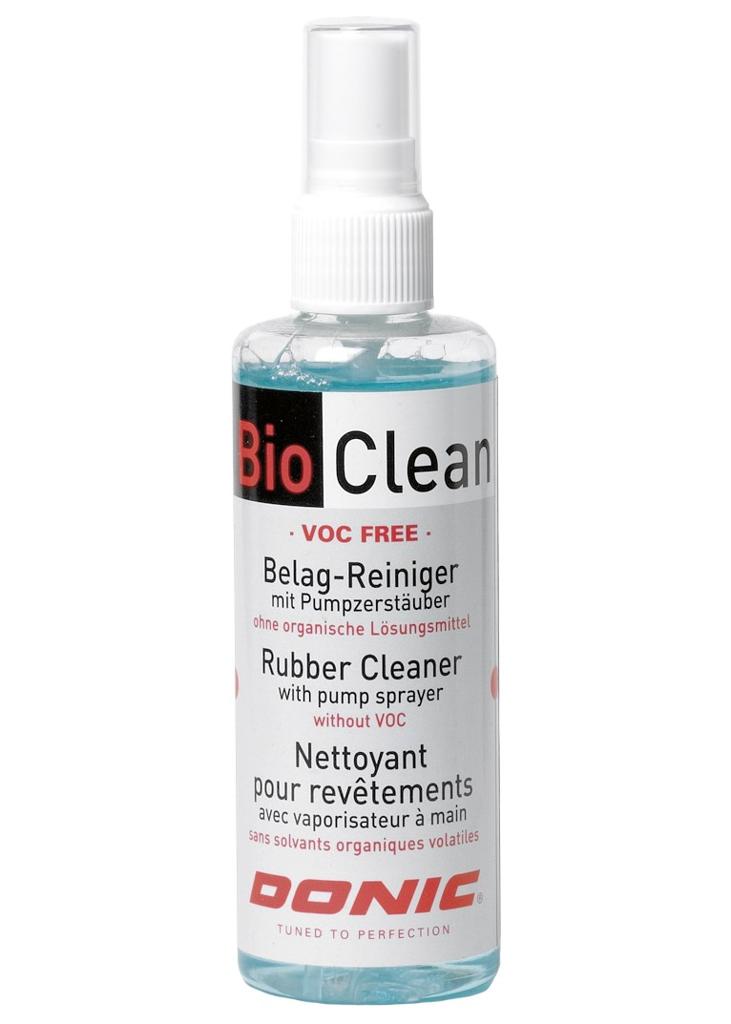 Bio Clean
· VOC FREE ·
Belag-Reiniger
mit Pumpzerstäuber
ohne organische Lösungsmittel
Rubber Cleaner
with pump sprayer
without VOC
Nettoyant
pour revêtements
avec vaporisateur à main
sans solvants organiques volatiles
DONIC®
TUNED TO PERFECTION